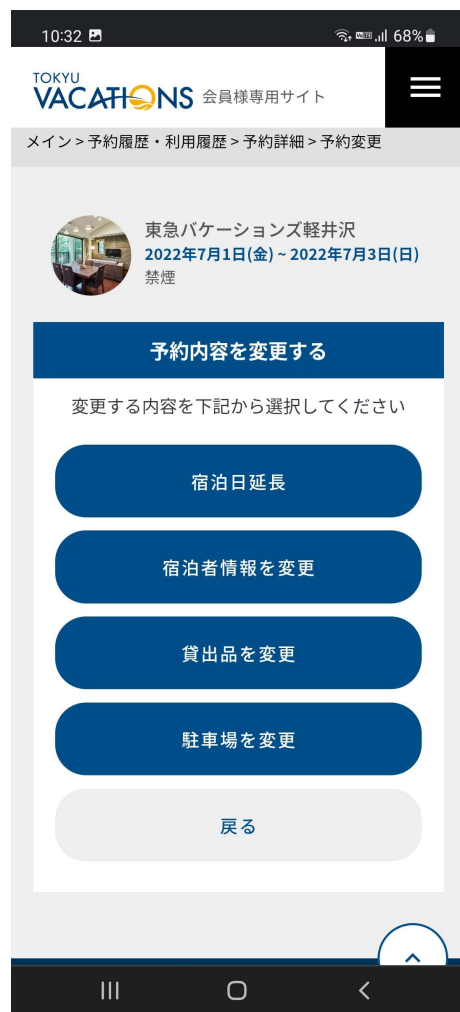 10:32
68%
TOKYU
VACATIONS 会員様専用サイト
メイン > 予約履歴・利用履歴 > 予約詳細 > 予約変更
東急バケーションズ軽井沢
2022年7月1日(金) ~ 2022年7月3日(日)
禁煙
予約内容を変更する
変更する内容を下記から選択してください
宿泊日延長
宿泊者情報を変更
貸出品を変更
駐車場を変更
戻る